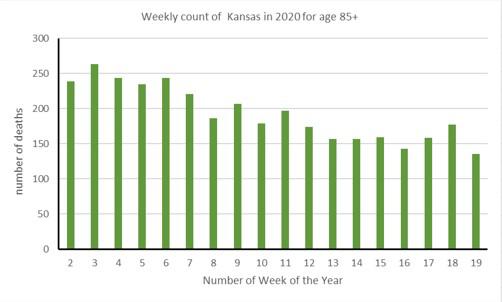 Weekly count of  Kansas in 2020 for age 85+
number of deaths
300
250
200
150
100
50
0
2 3 4 5 6 7 8 9 10 11 12 13 14 15 16 17 18 19
Number of Week of the Year